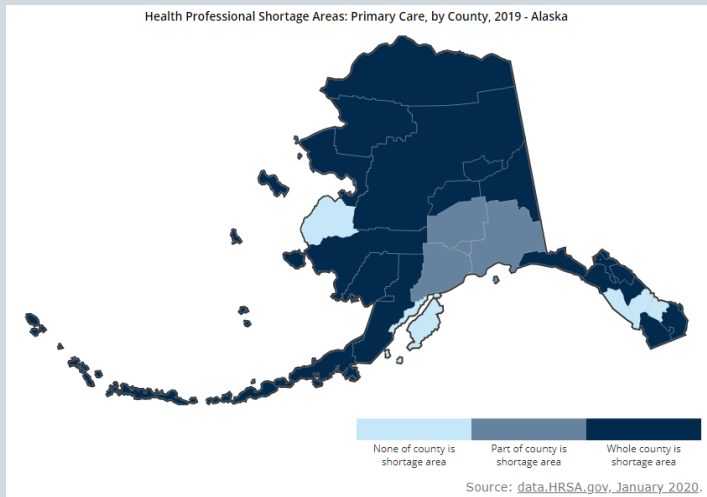 Health Professional Shortage Areas: Primary Care, by County, 2019 - Alaska
None of county is
shortage area
Part of county is
shortage area
Whole county is
shortage area
Source: data.HRSA.gov, January 2020.